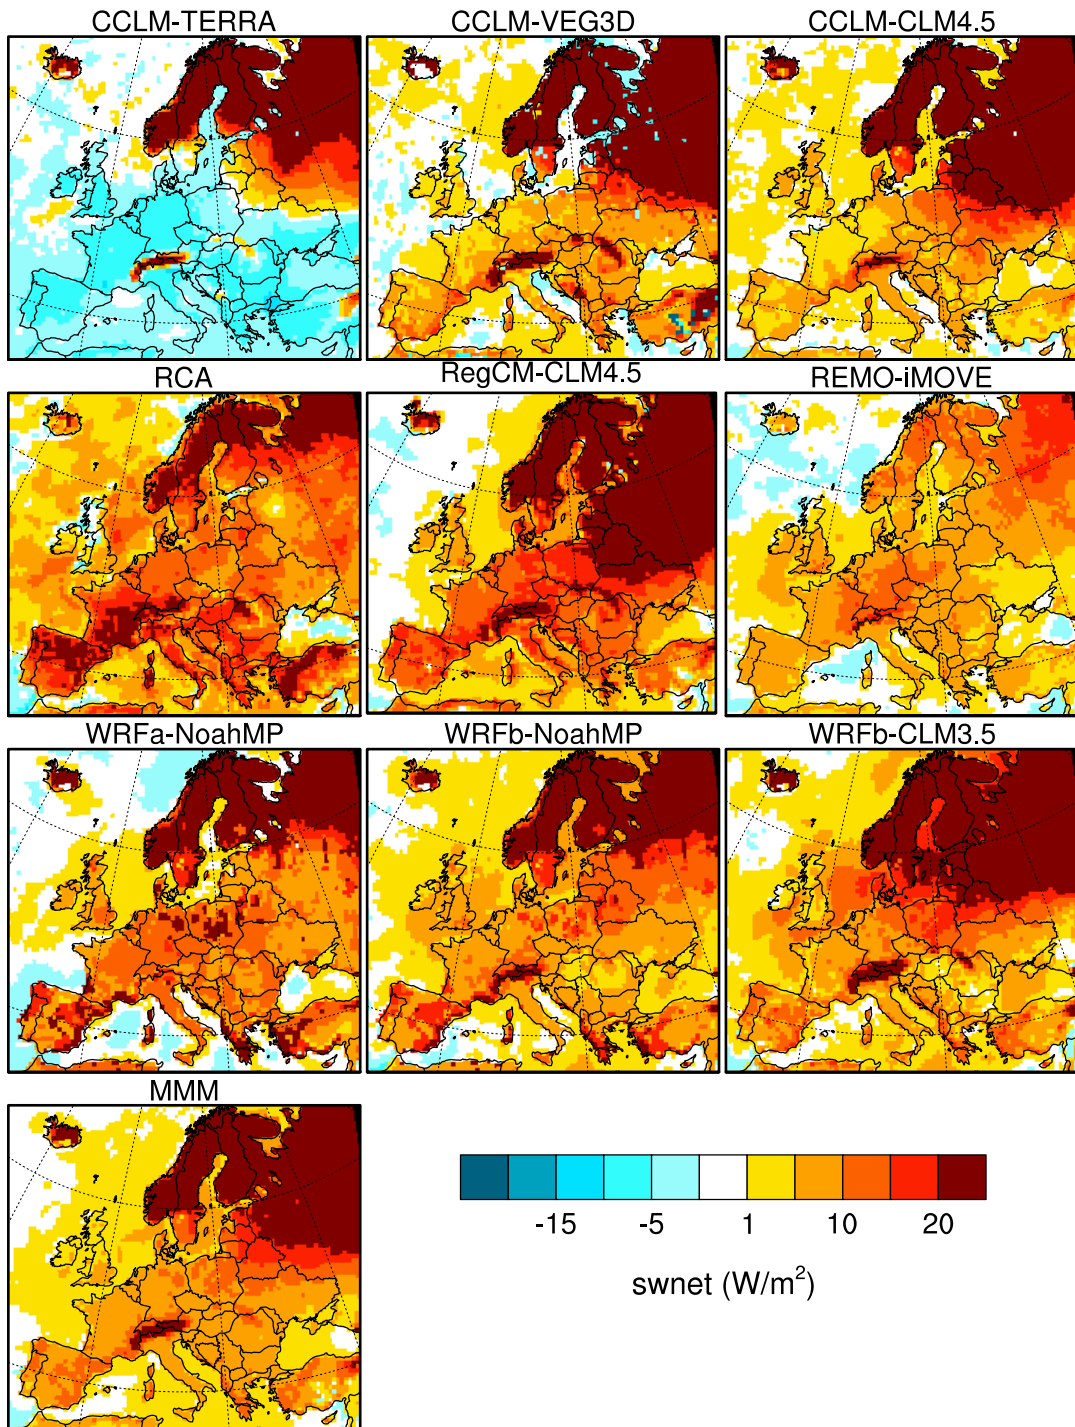 CCLM-TERRA
CCLM-VEG3D
CCLM-CLM4.5
RCA
RegCM-CLM4.5
REMO-iMOVE
WRFa-NoahMP
WRFb-NoahMP
WRFb-CLM3.5
MMM
-15 -5 1 10 20
swnet (W/m²)